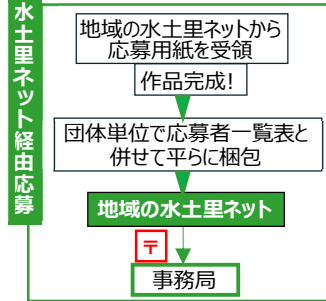 水土里ネット経由応募
地域の水土里ネットから
応募用紙を受領
作品完成!
団体単位で応募者一覧表と
併せて平らに梱包
地域の水土里ネット
〒
事務局